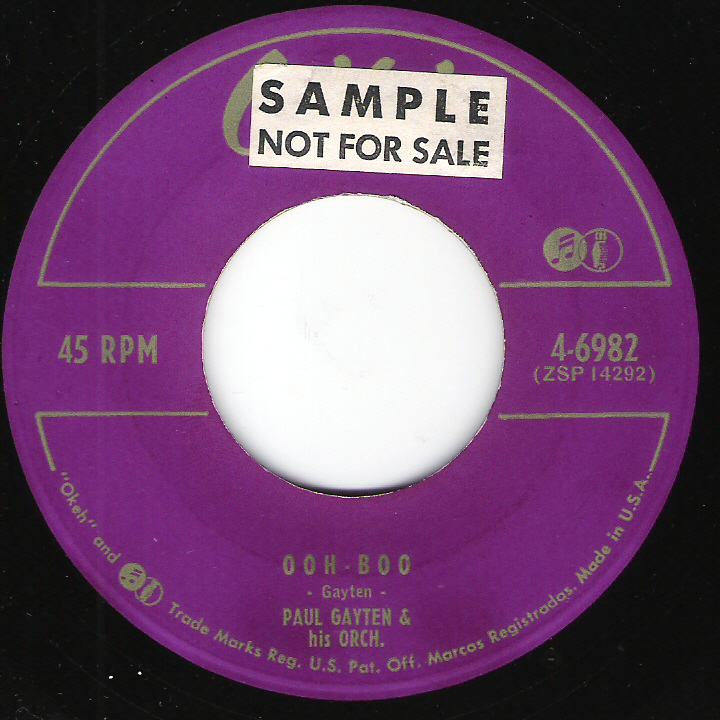 SAMPLE
NOT FOR SALE
45 RPM
4-6982
(ZSP 14292)
OOH-BOO
- Gayten -
PAUL GAYTEN &
his ORCH.
"Okeh" and Trade Marks Reg. U.S. Pat. Off. Marcas Registradas. Made in U.S.A.